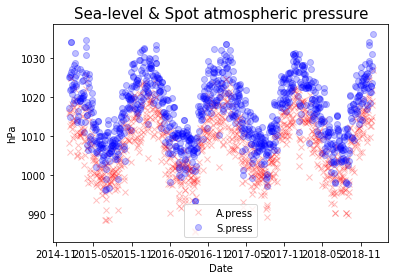 Sea-level & Spot atmospheric pressure
hPa
1030
1020
1010
1000
990
A.press
S.press
2014-11 2015-05 2015-11 2016-05 2016-11 2017-05 2017-11 2018-05 2018-11
Date